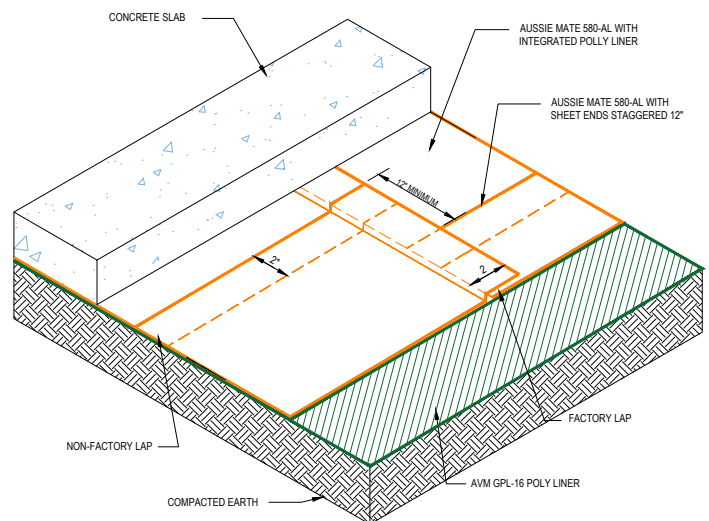 CONCRETE SLAB
AUSSIE MATE 580-AL WITH
INTEGRATED POLLY LINER
AUSSIE MATE 580-AL WITH
SHEET ENDS STAGGERED 12"
12" MINIMUM
2"
2
FACTORY LAP
NON-FACTORY LAP
AVM GPL-16 POLY LINER
COMPACTED EARTH